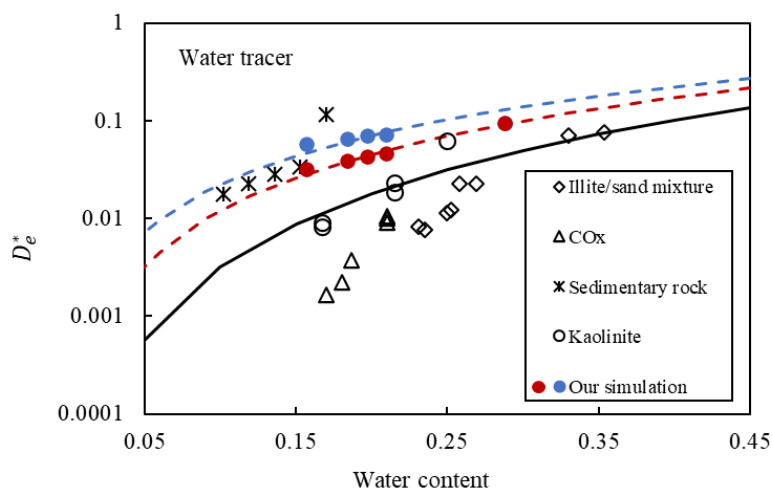 1
Water tracer
0.1
0.01
D_e^*
0.001
0.0001
Illite/sand mixture
COx
Sedimentary rock
Kaolinite
Our simulation
0.05 0.15 0.25 0.35 0.45
Water content